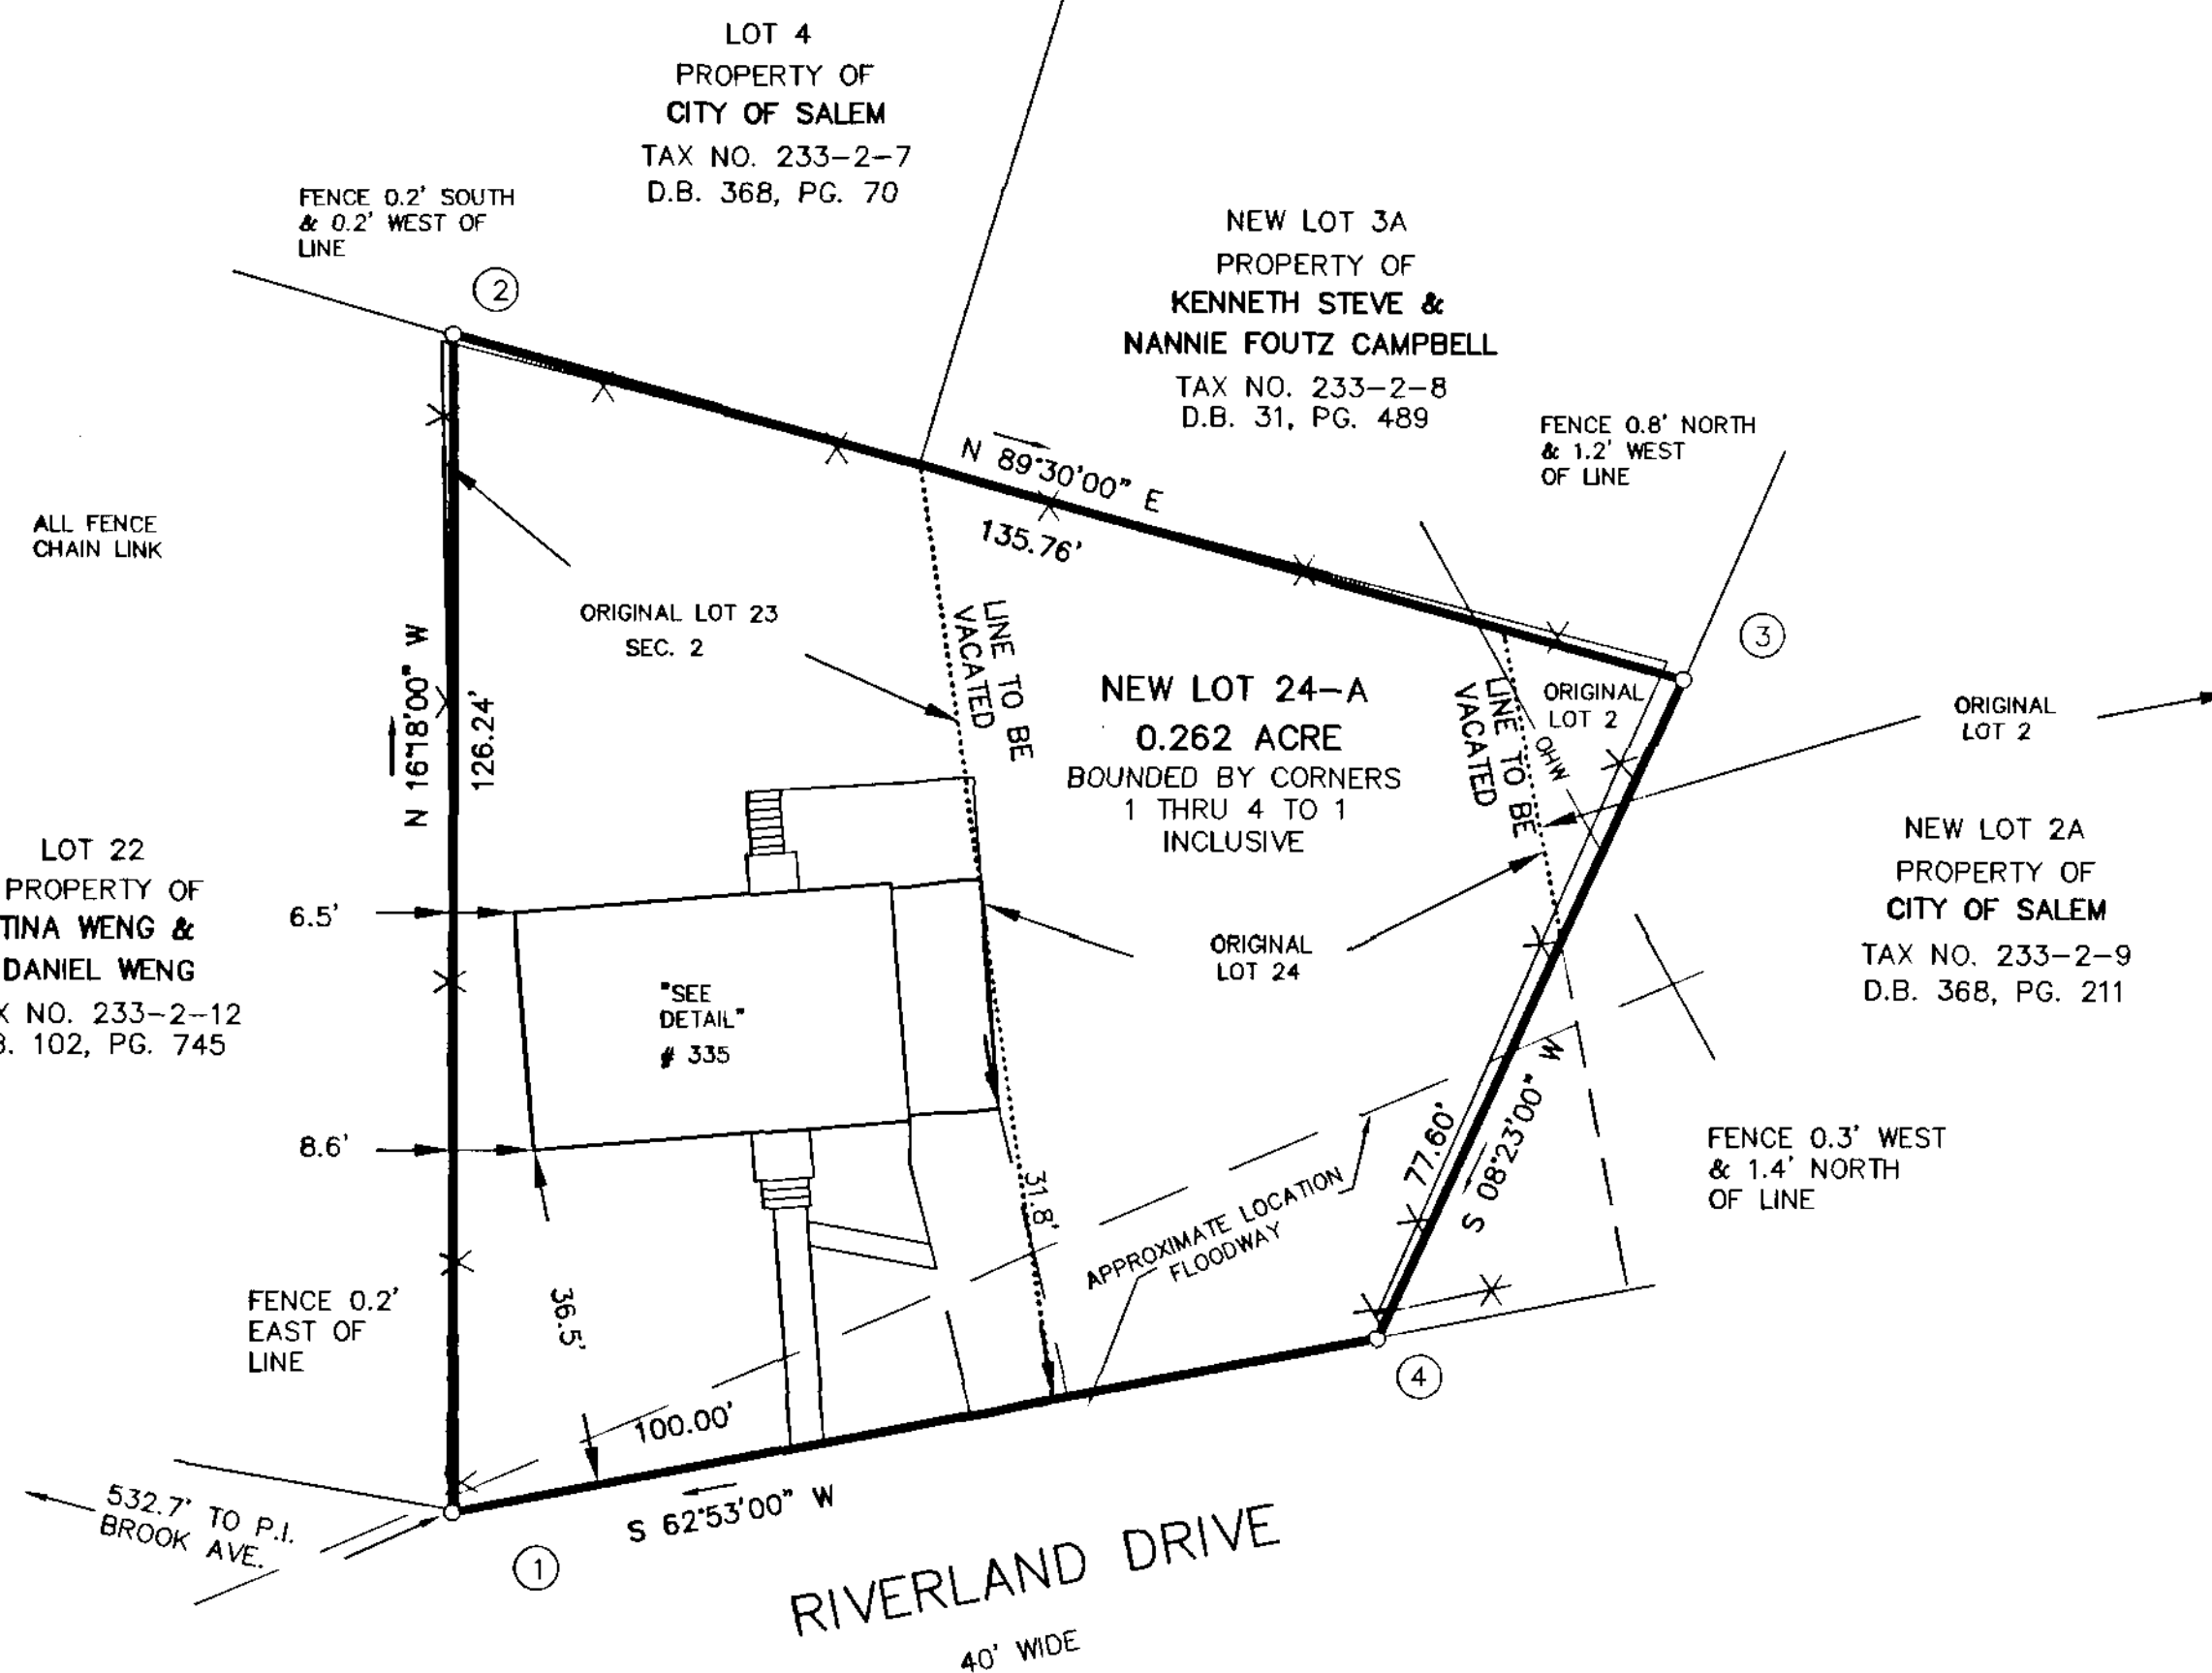 LOT 4
PROPERTY OF
CITY OF SALEM
TAX NO. 233-2-7
D.B. 368, PG. 70
FENCE 0.2' SOUTH
& 0.2' WEST OF
LINE
2
NEW LOT 3A
PROPERTY OF
KENNETH STEVE &
NANNIE FOUTZ CAMPBELL
TAX NO. 233-2-8
D.B. 31, PG. 489
FENCE 0.8' NORTH
& 1.2' WEST
OF LINE
N 89°30'00" E
135.76'
ALL FENCE
CHAIN LINK
ORIGINAL LOT 23
SEC. 2
LINE TO BE
VACATED
N 16°18'00" W
126.24'
NEW LOT 24-A
0.262 ACRE
BOUNDED BY CORNERS
1 THRU 4 TO 1
INCLUSIVE
LINE TO BE
VACATED
OHW
ORIGINAL
LOT 2
3
ORIGINAL
LOT 2
NEW LOT 2A
PROPERTY OF
CITY OF SALEM
TAX NO. 233-2-9
D.B. 368, PG. 211
LOT 22
PROPERTY OF
TINA WENG &
DANIEL WENG
X NO. 233-2-12
B. 102, PG. 745
6.5'
8.6'
"SEE
DETAIL"
# 335
ORIGINAL
LOT 24
31.8'
36.5'
APPROXIMATE LOCATION
FLOODWAY
77.60'
S 08°23'00" W
FENCE 0.3' WEST
& 1.4' NORTH
OF LINE
FENCE 0.2'
EAST OF
LINE
4
100.00'
S 62°53'00" W
532.7' TO P.I.
BROOK AVE.
1
RIVERLAND DRIVE
40' WIDE